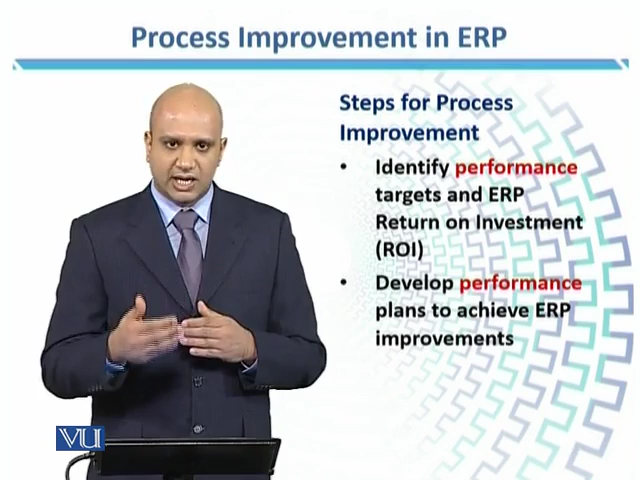 Process Improvement in ERP
Steps for Process
Improvement
• Identify performance
targets and ERP
Return on Investment
(ROI)
• Develop performance
plans to achieve ERP
improvements
VU